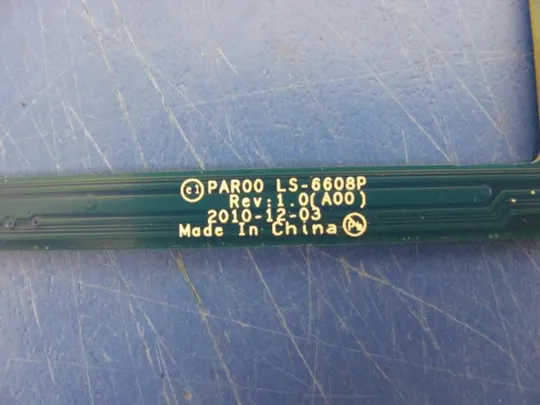 PAR00 LS-6608P
Rev:1.0(A00)
2010-12-03
Made In China